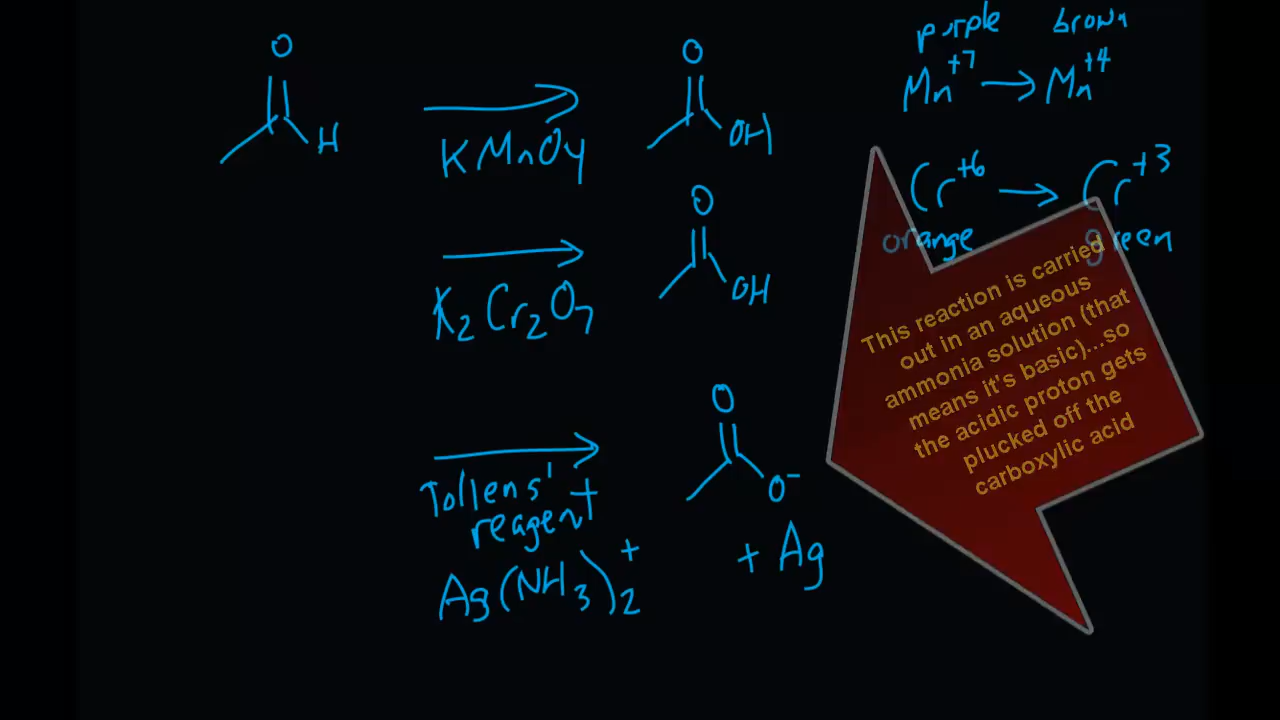 O
H
KMnO4
O
OH
purple brown
Mn+7 → Mn+4
Cr+6 → Cr+3
orange green
K2Cr2O7
O
OH
This reaction is carried
out in an aqueous
ammonia solution (that
means it's basic)...so
the acidic proton gets
plucked off the
carboxylic acid
Tollens'
reagent
Ag(NH3)2+
O
O-
+ Ag